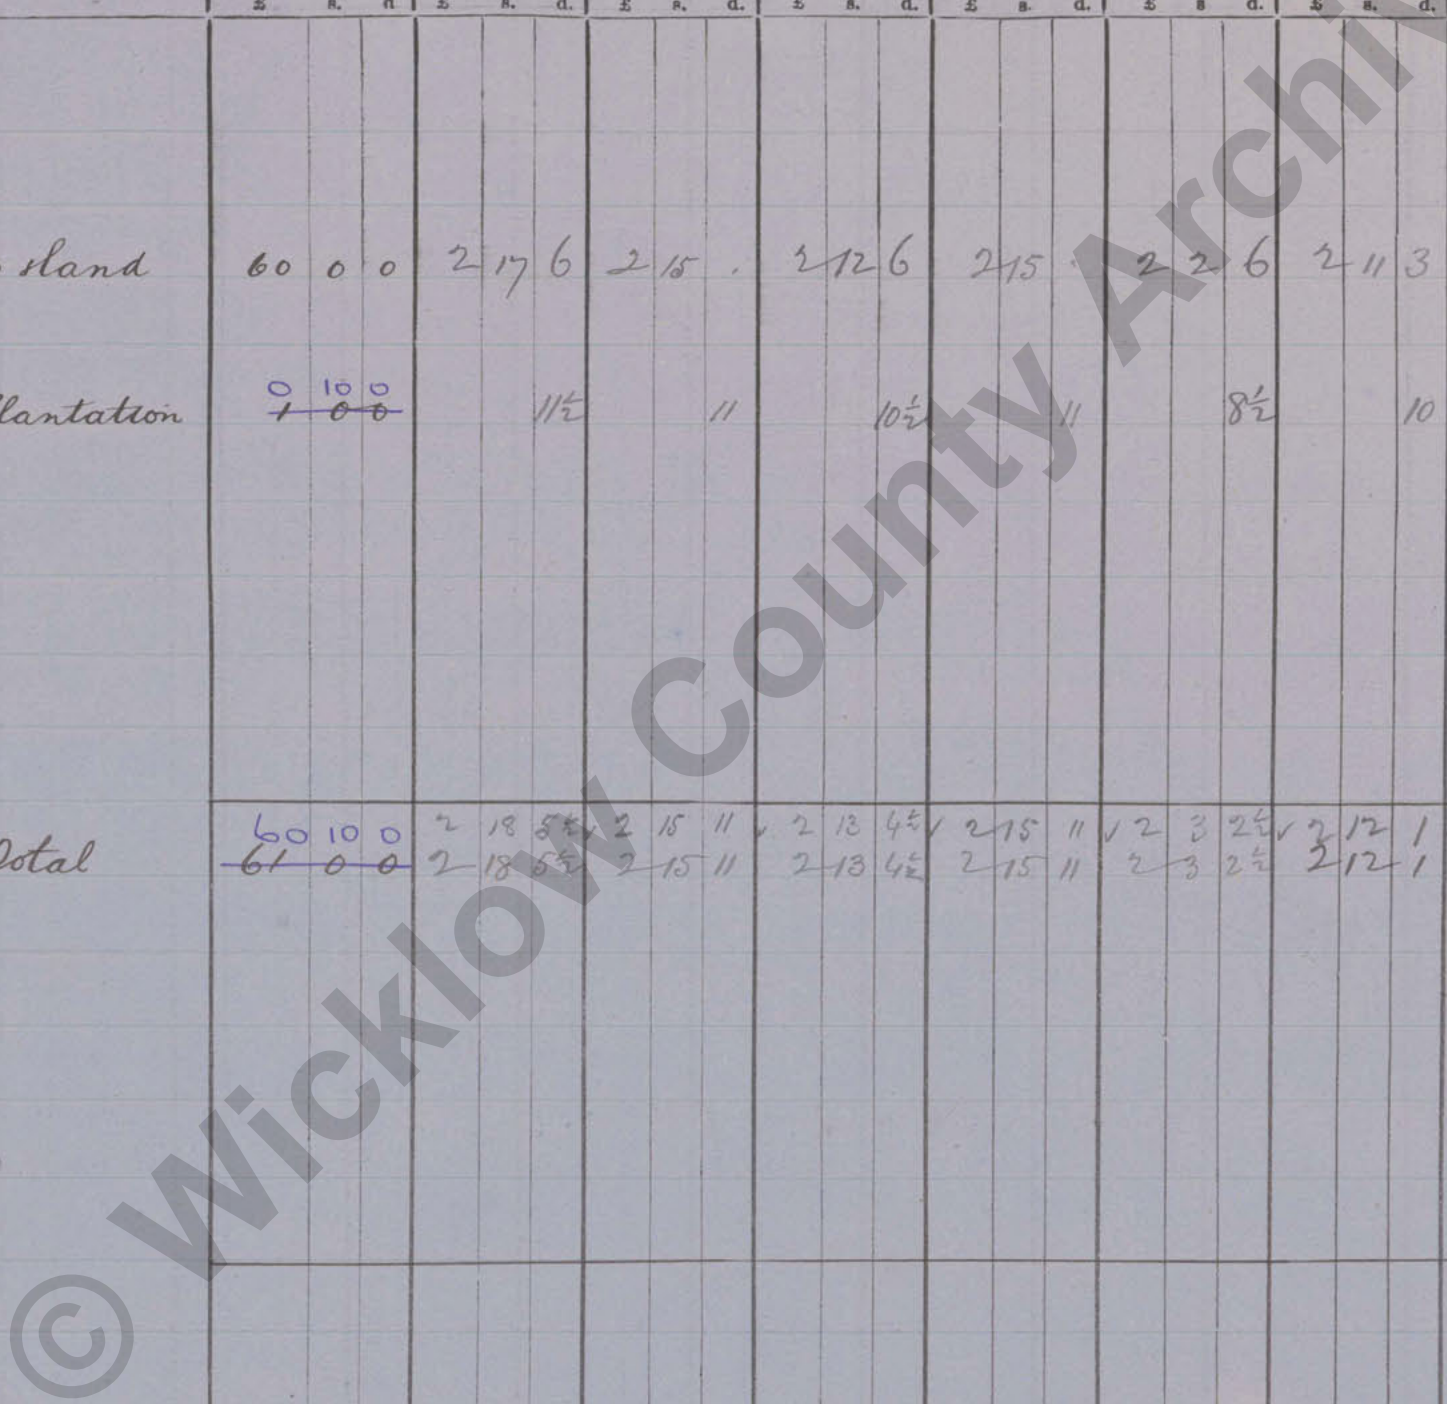 £ s. d £ s. d. £ s. d. £ s. d. £ s. d. £ s d. £ s. d.
sland 60 0 0 2 17 6 2 15 . 2 12 6 2 15 . 2 2 6 2 11 3
0 10 0
lantation 1 0 0 11½ 11 10½ 11 8½ 10
60 10 0 2 18 5½ ✓ 2 15 11 ✓ 2 13 4½ ✓ 2 15 11 ✓ 2 3 2½ ✓ 2 12 1
Total 61 0 0 2 18 5½ 2 15 11 2 13 4½ 2 15 11 2 3 2½ 2 12 1
© Wicklow County Archiv